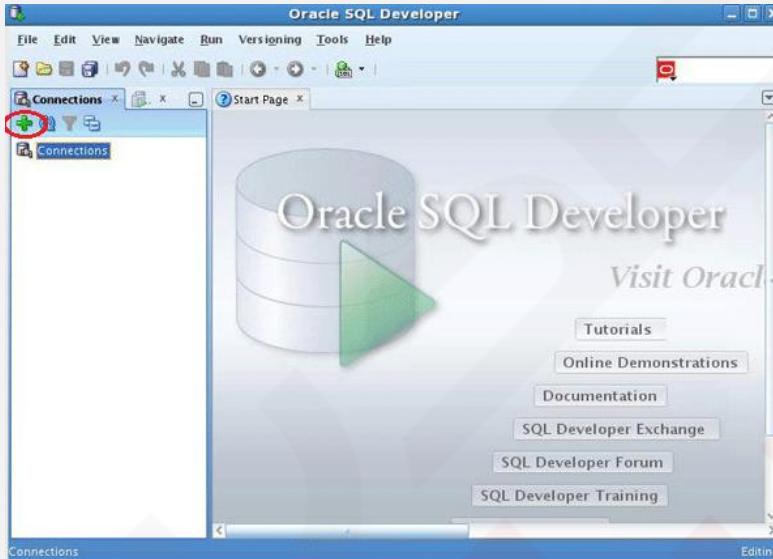 Oracle SQL Developer
File Edit View Navigate Run Versioning Tools Help
Connections
Start Page
Connections
Oracle SQL Developer
Visit Oracl
Tutorials
Online Demonstrations
Documentation
SQL Developer Exchange
SQL Developer Forum
SQL Developer Training
Connections
Editin